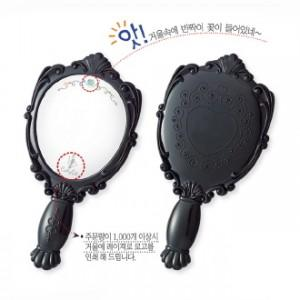 앗! 거울속에 반짝이 꽃이 들어있네~
• 주문량이 1,000개 이상시
거울에 레이저로 로고를
인쇄 해 드립니다.